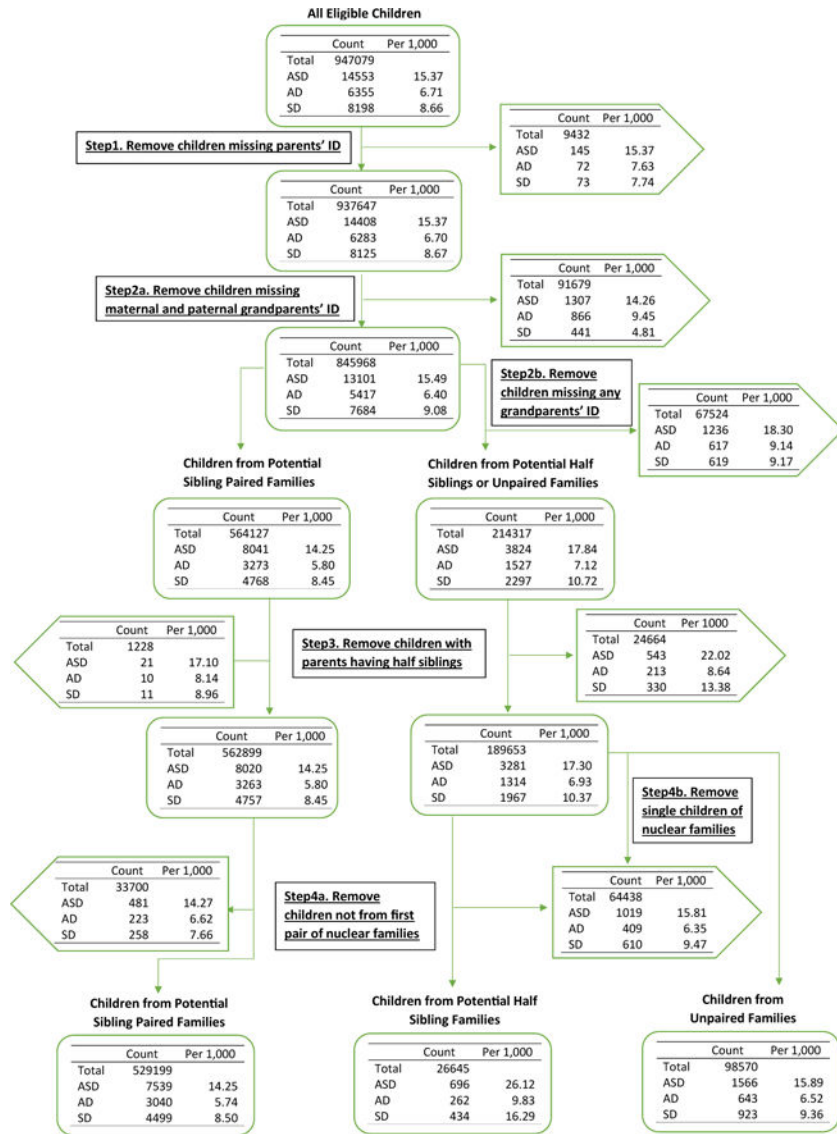 All Eligible Children
Count Per 1,000
Total 947079
ASD 14553 15.37
AD 6355 6.71
SD 8198 8.66
Step1. Remove children missing parents' ID
Count Per 1,000
Total 9432
ASD 145 15.37
AD 72 7.63
SD 73 7.74
Count Per 1,000
Total 937647
ASD 14408 15.37
AD 6283 6.70
SD 8125 8.67
Step2a. Remove children missing
maternal and paternal grandparents' ID
Count Per 1,000
Total 91679
ASD 1307 14.26
AD 866 9.45
SD 441 4.81
Count Per 1,000
Total 845968
ASD 13101 15.49
AD 5417 6.40
SD 7684 9.08
Step2b. Remove
children missing any
grandparents' ID
Count Per 1,000
Total 67524
ASD 1236 18.30
AD 617 9.14
SD 619 9.17
Children from Potential
Sibling Paired Families
Count Per 1,000
Total 564127
ASD 8041 14.25
AD 3273 5.80
SD 4768 8.45
Children from Potential Half
Siblings or Unpaired Families
Count Per 1,000
Total 214317
ASD 3824 17.84
AD 1527 7.12
SD 2297 10.72
Count Per 1,000
Total 1228
ASD 21 17.10
AD 10 8.14
SD 11 8.96
Step3. Remove children with
parents having half siblings
Count Per 1000
Total 24664
ASD 543 22.02
AD 213 8.64
SD 330 13.38
Count Per 1,000
Total 562899
ASD 8020 14.25
AD 3263 5.80
SD 4757 8.45
Count Per 1,000
Total 189653
ASD 3281 17.30
AD 1314 6.93
SD 1967 10.37
Step4b. Remove
single children of
nuclear families
Count Per 1,000
Total 33700
ASD 481 14.27
AD 223 6.62
SD 258 7.66
Step4a. Remove
children not from first
pair of nuclear families
Count Per 1,000
Total 64438
ASD 1019 15.81
AD 409 6.35
SD 610 9.47
Children from Potential
Sibling Paired Families
Count Per 1,000
Total 529199
ASD 7539 14.25
AD 3040 5.74
SD 4499 8.50
Children from Potential Half
Sibling Families
Count Per 1,000
Total 26645
ASD 696 26.12
AD 262 9.83
SD 434 16.29
Children from
Unpaired Families
Count Per 1,000
Total 98570
ASD 1566 15.89
AD 643 6.52
SD 923 9.36